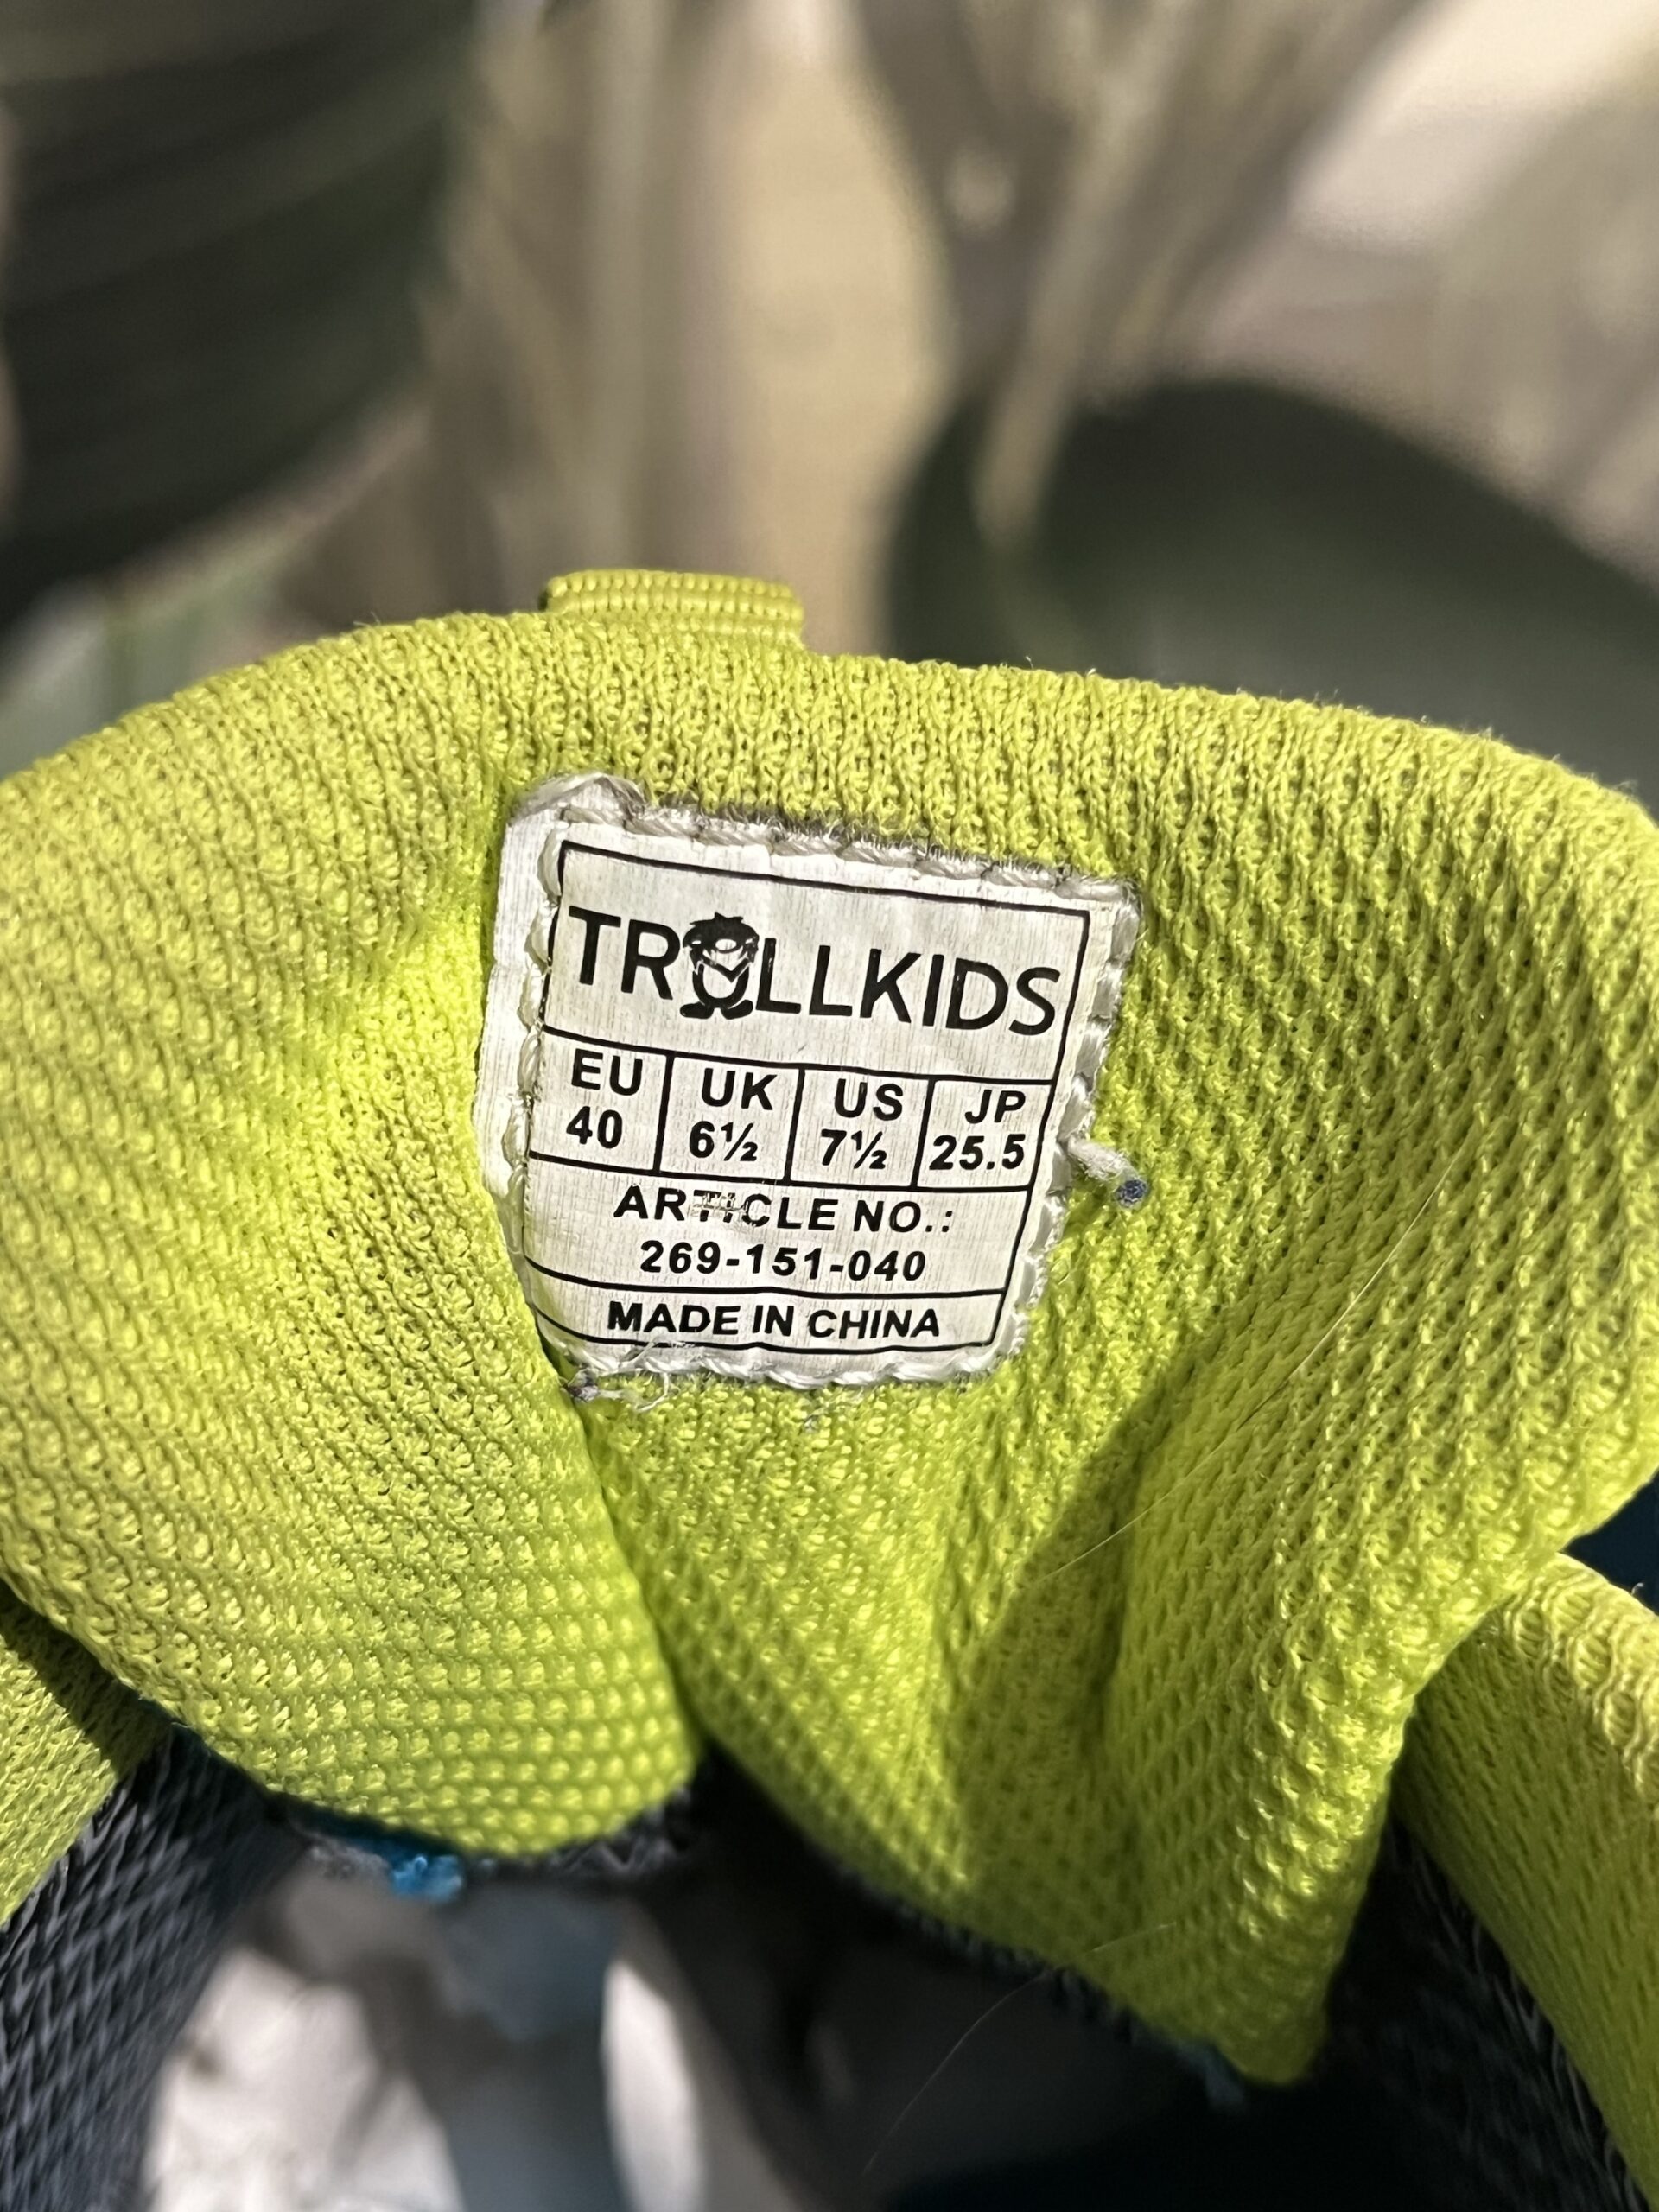 TROLLKIDS
EU UK US JP
40 6½ 7½ 25.5
ARTICLE NO.:
269-151-040
MADE IN CHINA